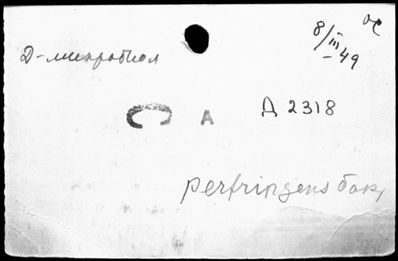 8/III-49
Д-микробиол
С А Д 2318
perfringens бак,